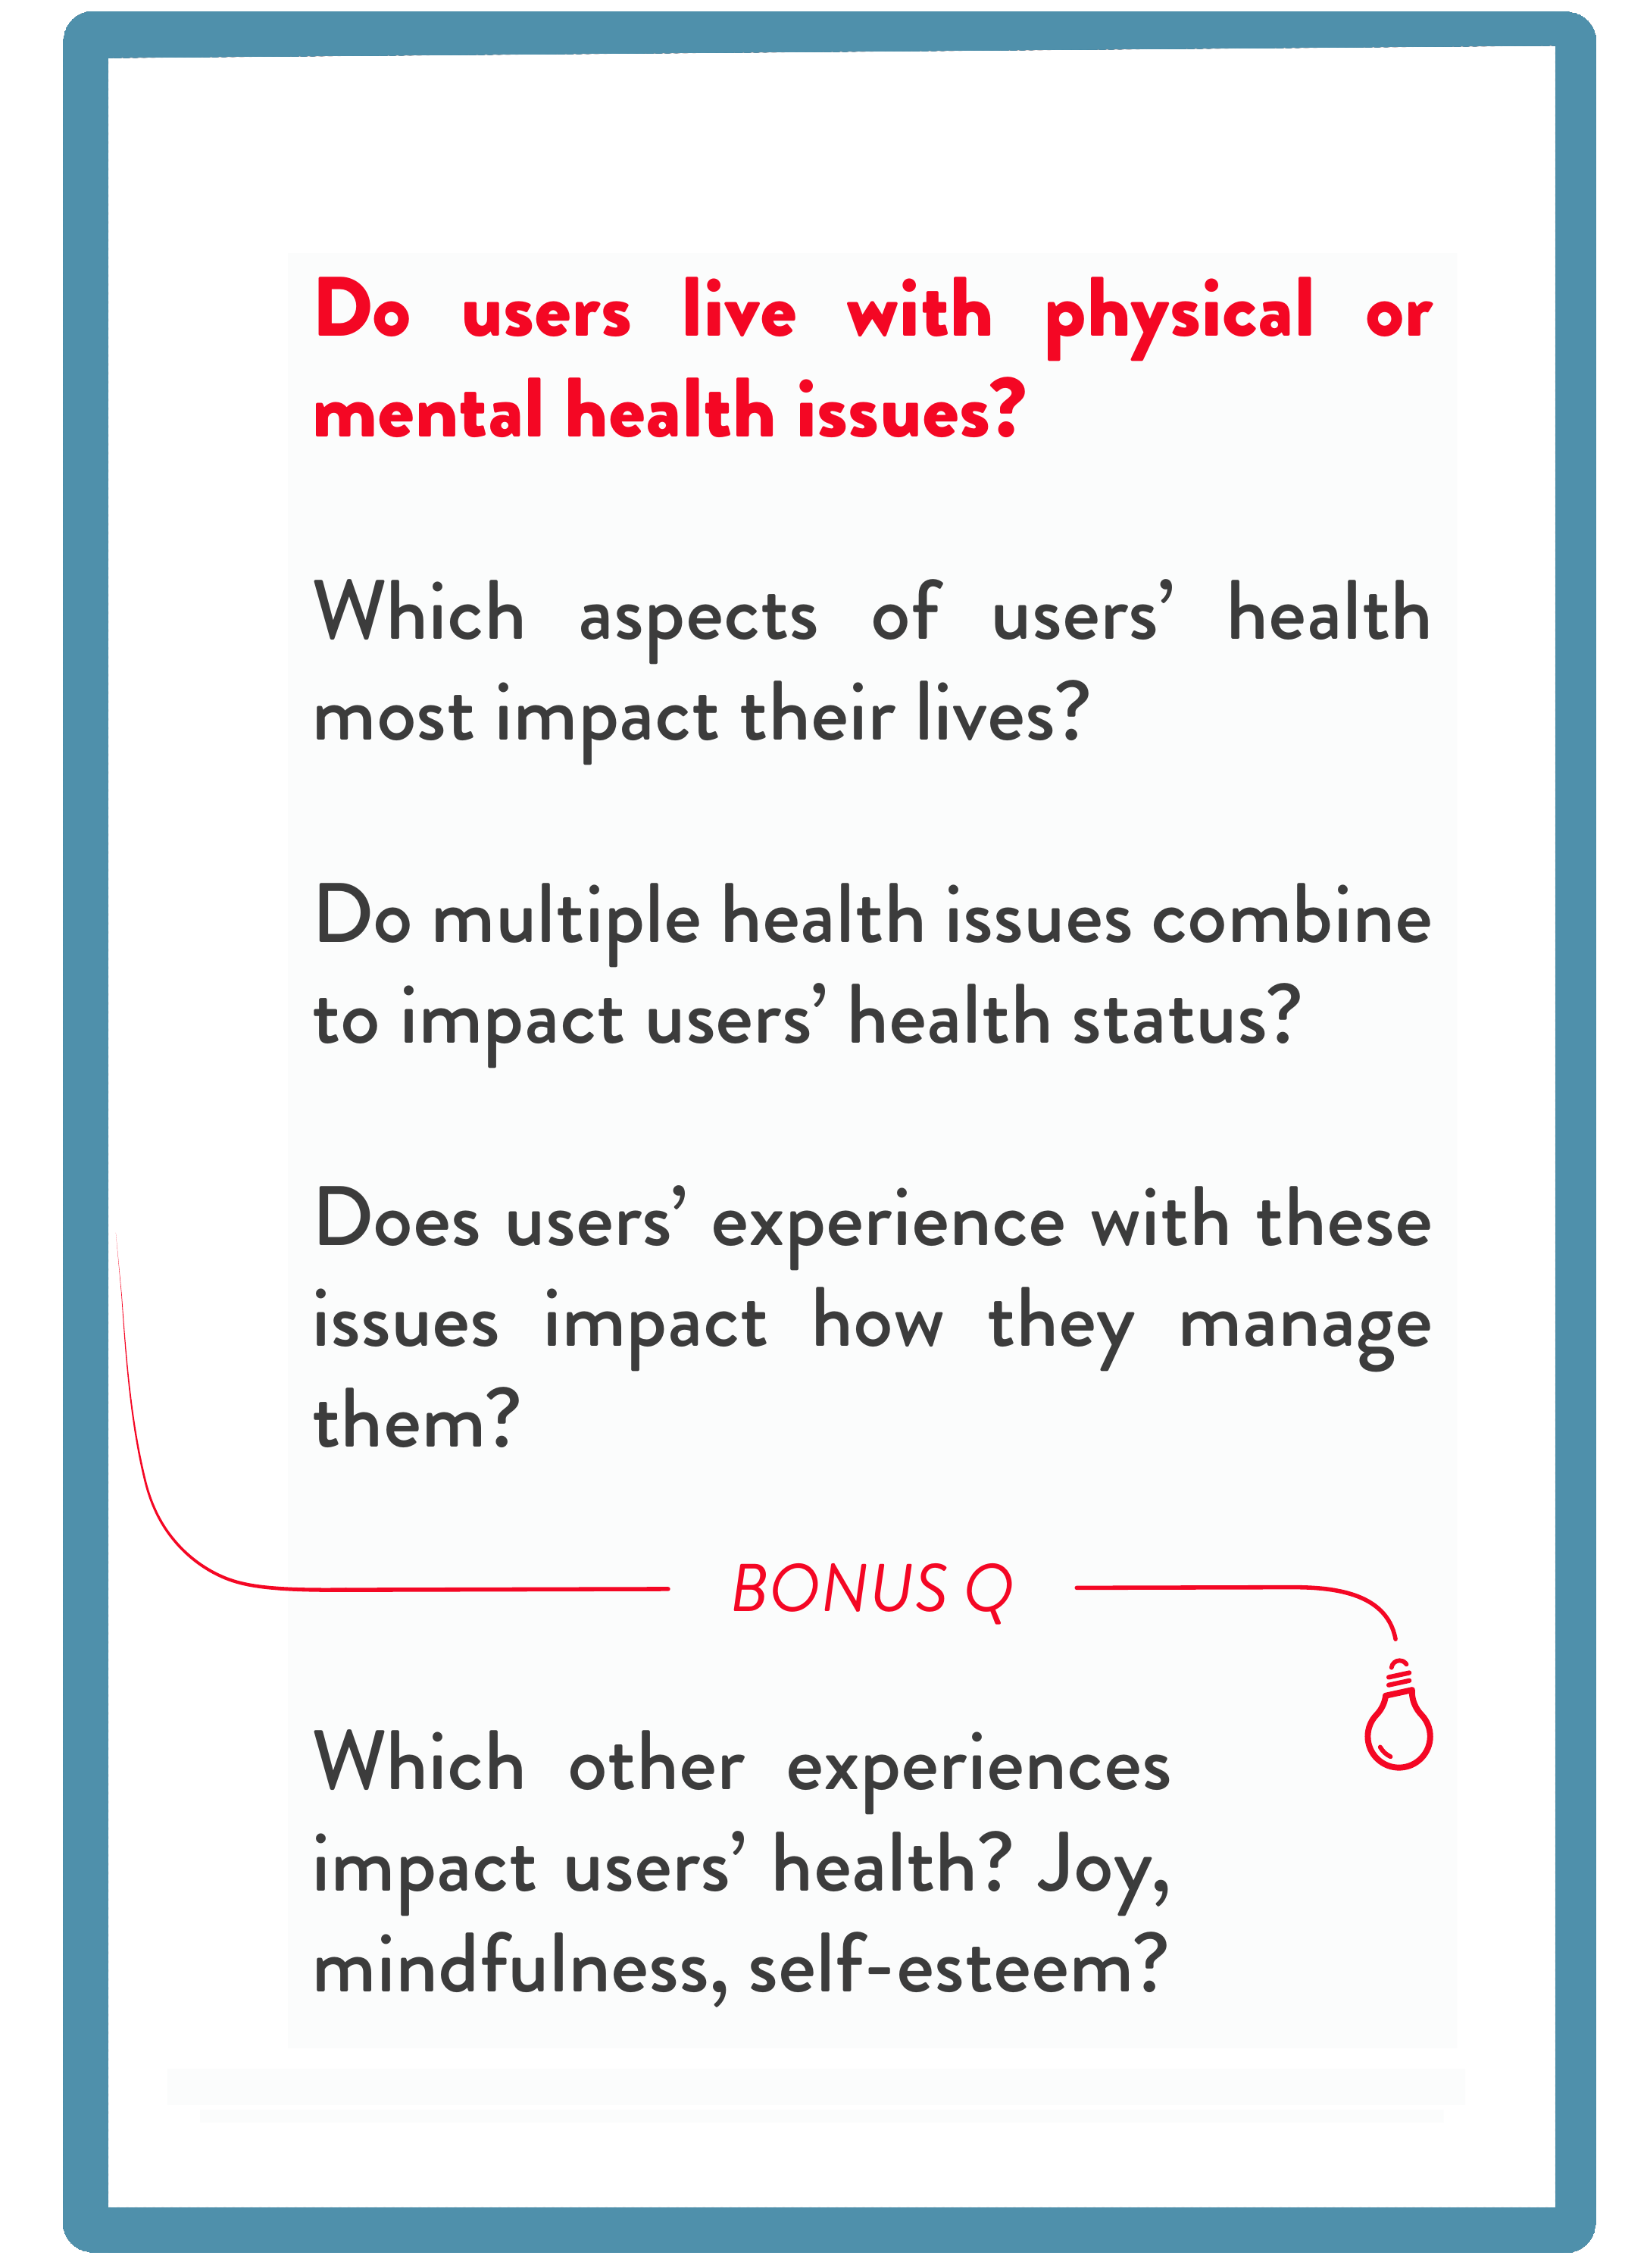 Do users live with physical or
mental health issues?
Which aspects of users’ health
most impact their lives?
Do multiple health issues combine
to impact users’ health status?
Does users’ experience with these
issues impact how they manage
them?
BONUS Q
Which other experiences
impact users’ health? Joy,
mindfulness, self-esteem?